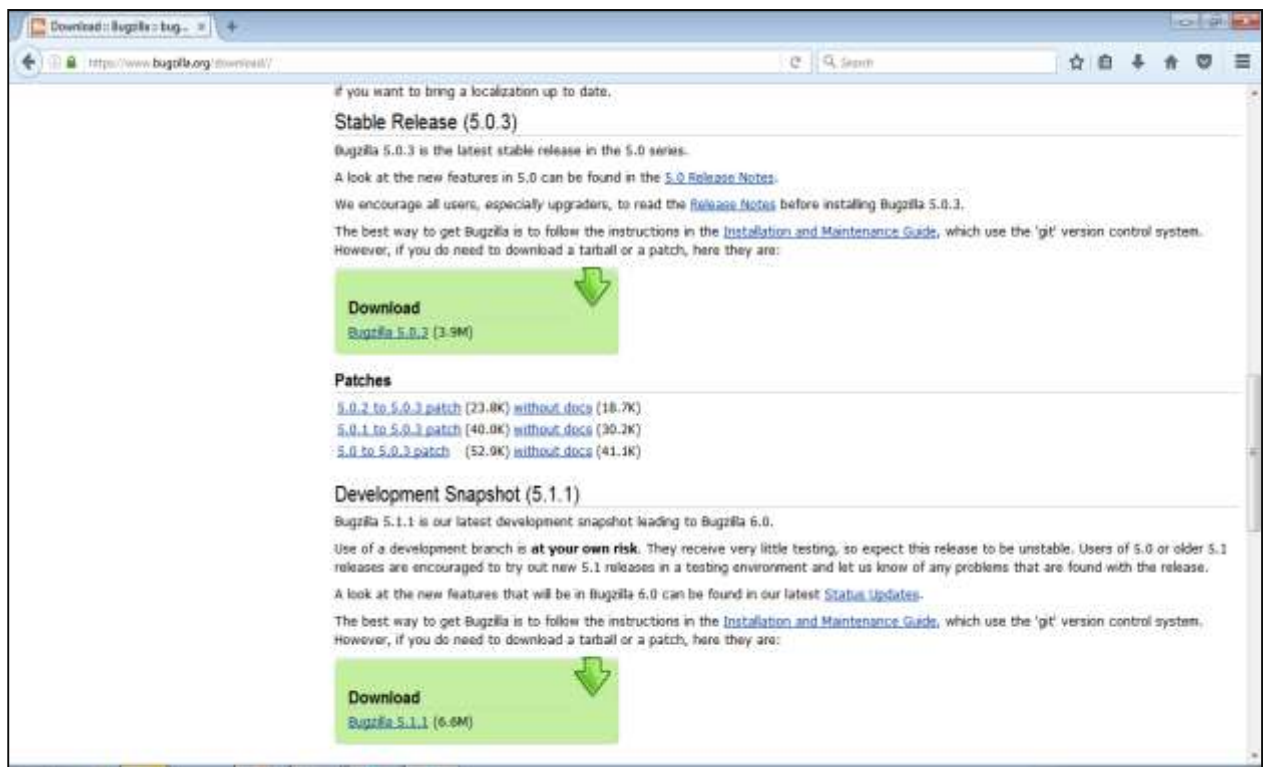 Download :: Bugzilla :: bug...
https://www.bugzilla.org/download/
Search
if you want to bring a localization up to date.
Stable Release (5.0.3)
Bugzilla 5.0.3 is the latest stable release in the 5.0 series.
A look at the new features in 5.0 can be found in the 5.0 Release Notes.
We encourage all users, especially upgraders, to read the Release Notes before installing Bugzilla 5.0.3.
The best way to get Bugzilla is to follow the instructions in the Installation and Maintenance Guide, which use the 'git' version control system.
However, if you do need to download a tarball or a patch, here they are:
Download
Bugzilla 5.0.3 (3.9M)
Patches
5.0.2 to 5.0.3 patch (23.8K) without docs (18.7K)
5.0.1 to 5.0.3 patch (40.0K) without docs (30.2K)
5.0 to 5.0.3 patch (52.9K) without docs (41.1K)
Development Snapshot (5.1.1)
Bugzilla 5.1.1 is our latest development snapshot leading to Bugzilla 6.0.
Use of a development branch is at your own risk. They receive very little testing, so expect this release to be unstable. Users of 5.0 or older 5.1
releases are encouraged to try out new 5.1 releases in a testing environment and let us know of any problems that are found with the release.
A look at the new features that will be in Bugzilla 6.0 can be found in our latest Status Updates.
The best way to get Bugzilla is to follow the instructions in the Installation and Maintenance Guide, which use the 'git' version control system.
However, if you do need to download a tarball or a patch, here they are:
Download
Bugzilla 5.1.1 (6.6M)